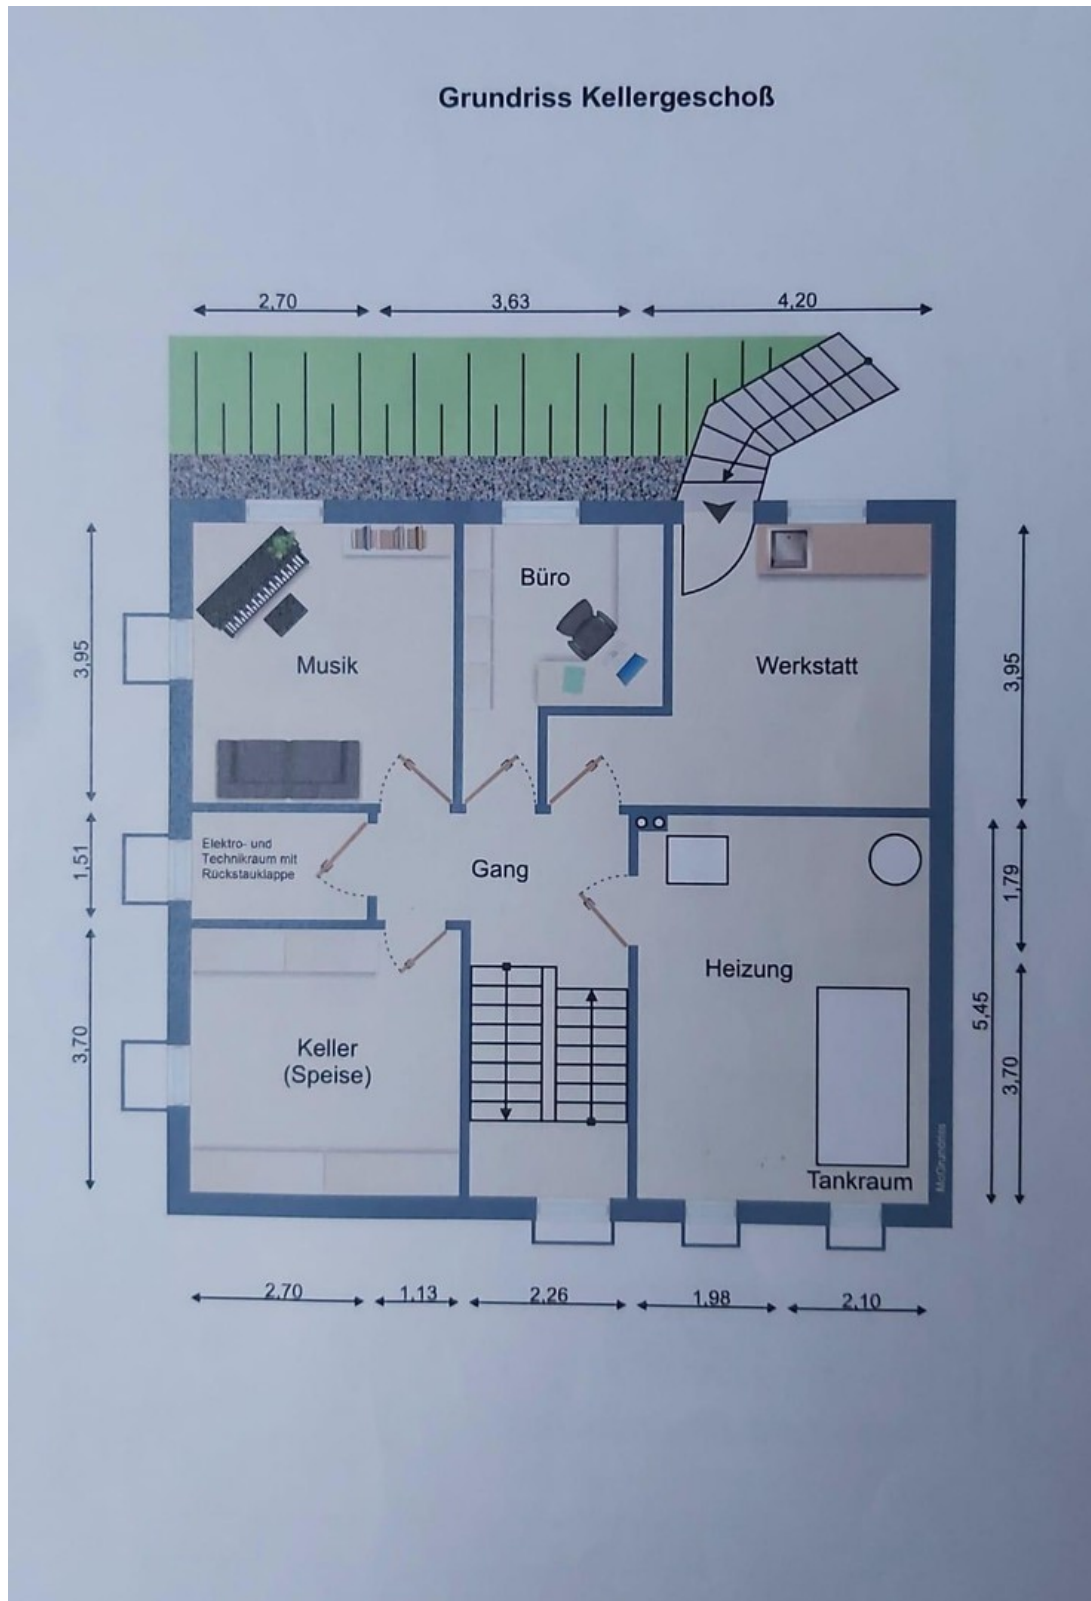 Grundriss Kellergeschoß
2,70
3,63
4,20
Büro
Musik
Werkstatt
3,95
3,95
Elektro- und
Technikraum mit
Rückstauklappe
1,51
Gang
1,79
Heizung
5,45
3,70
Keller
(Speise)
3,70
McGrundriss
Tankraum
2,70
1,13
2,26
1,98
2,10